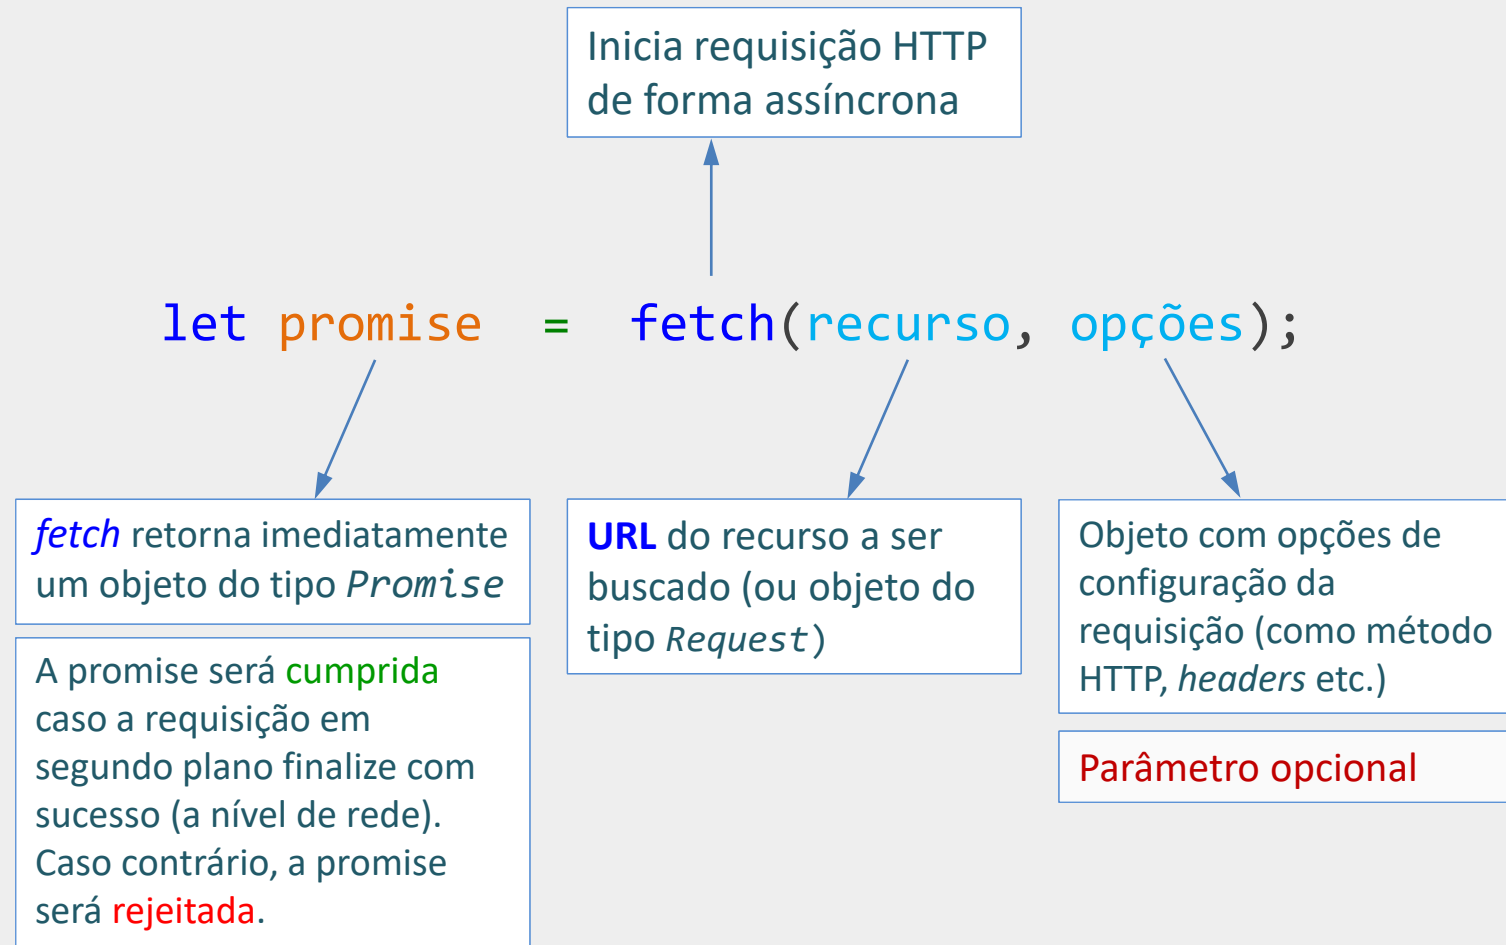 Inicia requisição HTTP
de forma assíncrona
let promise = fetch(recurso, opções);
fetch retorna imediatamente
um objeto do tipo Promise
A promise será cumprida
caso a requisição em
segundo plano finalize com
sucesso (a nível de rede).
Caso contrário, a promise
será rejeitada.
URL do recurso a ser
buscado (ou objeto do
tipo Request)
Objeto com opções de
configuração da
requisição (como método
HTTP, headers etc.)
Parâmetro opcional